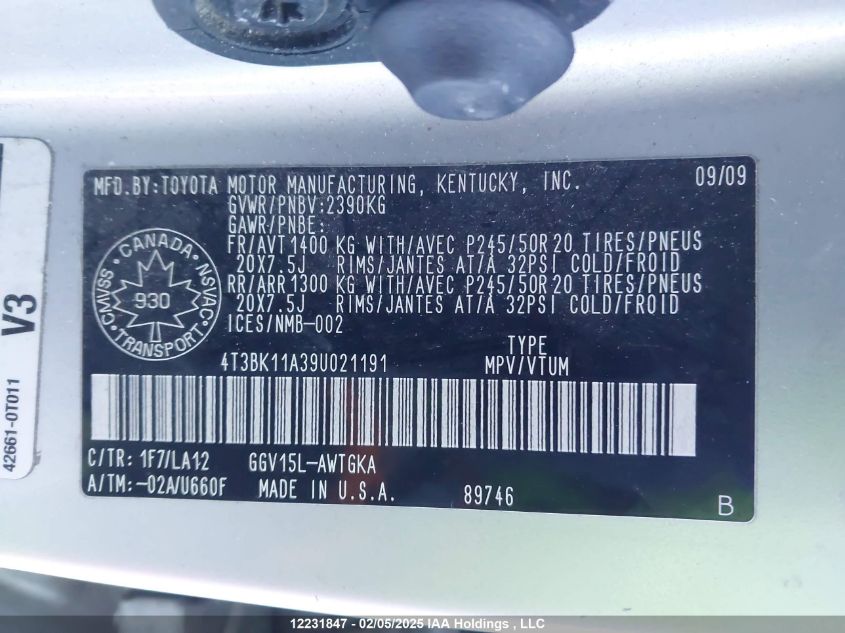 MFD.BY:TOYOTA MOTOR MANUFACTURING, KENTUCKY, INC. 09/09
GVWR/PNBV:2390KG
GAWR/PNBE:
FR/AVT1400 KG WITH/AVEC P245/50R20 TIRES/PNEUS
20X7.5J RIMS/JANTES AT/A 32PSI COLD/FROID
RR/ARR1300 KG WITH/AVEC P245/50R20 TIRES/PNEUS
20X7.5J RIMS/JANTES AT/A 32PSI COLD/FROID
ICES/NMB-002
CANADA
CMVSS 930 NSVAC
TRANSPORT
TYPE
4T3BK11A39U021191 MPV/VTUM
C/TR: 1F7/LA12 GGV15L-AWTGKA
A/TM:-02A/U660F MADE IN U.S.A. 89746
B
V3
42661-0T011
12231847 - 02/05/2025 IAA Holdings , LLC